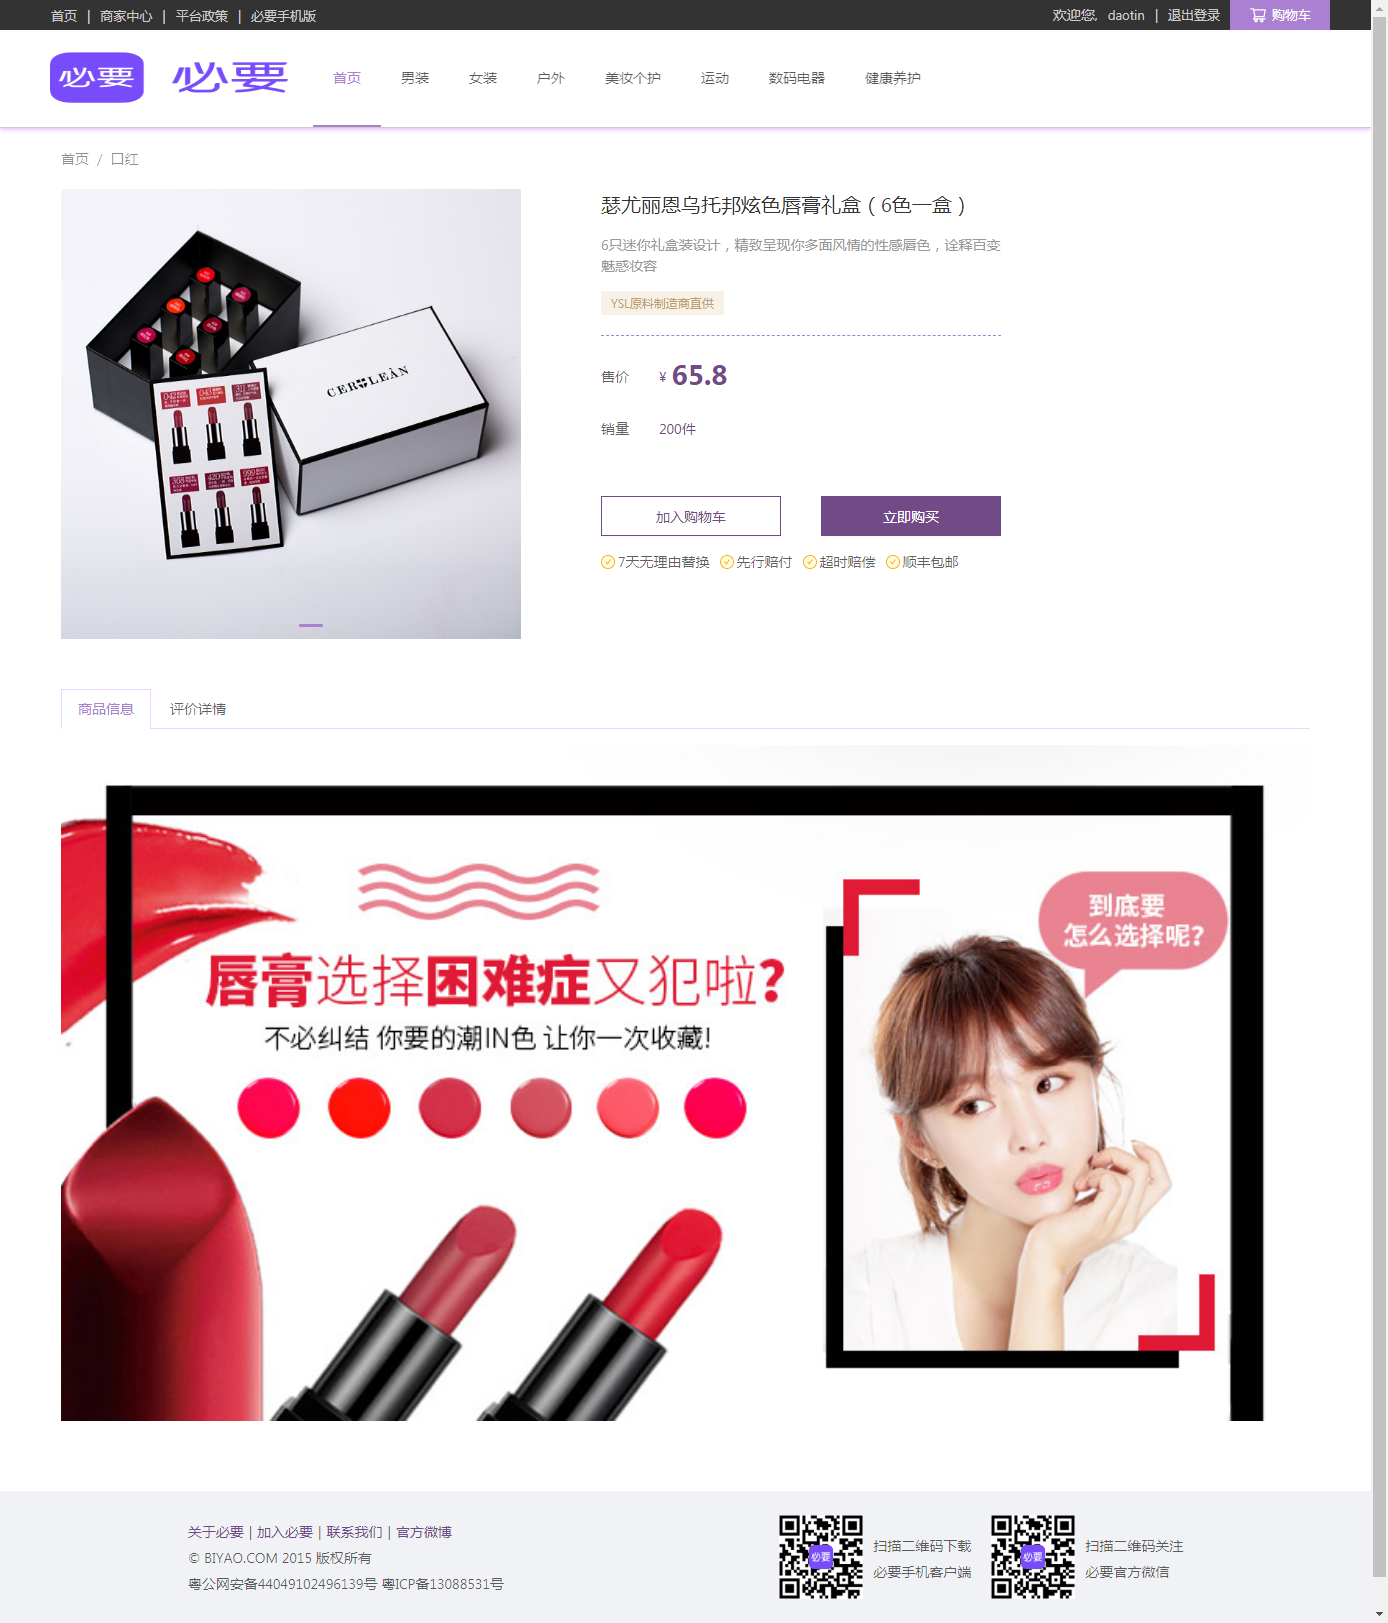 首页 | 商家中心 | 平台政策 | 必要手机版
欢迎您, daotin | 退出登录 购物车
必要 必要 首页 男装 女装 户外 美妆个护 运动 数码电器 健康养护
首页 / 口红
瑟尤丽恩乌托邦炫色唇膏礼盒（6色一盒）
6只迷你礼盒装设计，精致呈现你多面风情的性感唇色，诠释百变
魅惑妆容
YSL原料制造商直供
售价 ¥ 65.8
销量 200件
加入购物车 立即购买
7天无理由替换 先行赔付 超时赔偿 顺丰包邮
CERULEAN
042 043 311
368 420 999
商品信息 评价详情
到底要
怎么选择呢?
唇膏选择困难症又犯啦?
不必纠结 你要的潮IN色 让你一次收藏!
关于必要 | 加入必要 | 联系我们 | 官方微博
© BIYAO.COM 2015 版权所有
粤公网安备44049102496139号 粤ICP备13088531号
必要
扫描二维码下载
必要手机客户端
必要
扫描二维码关注
必要官方微信